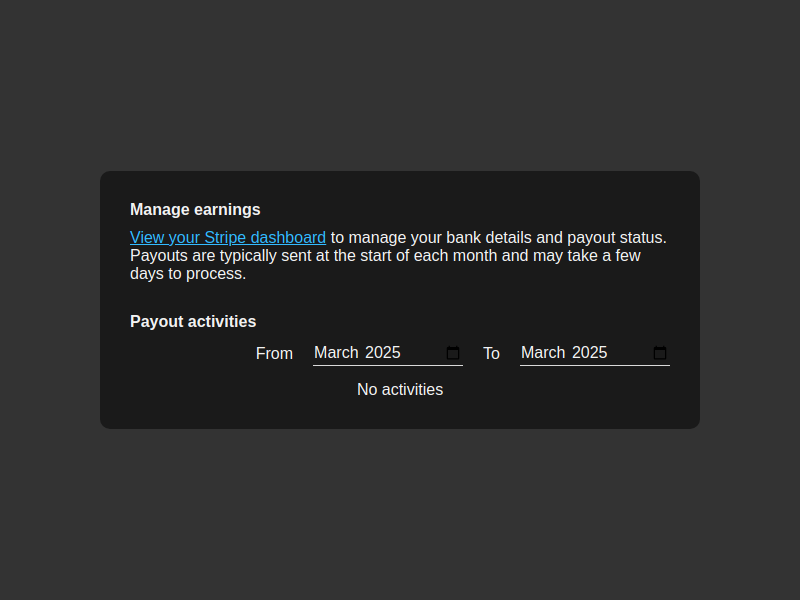 Manage earnings
View your Stripe dashboard to manage your bank details and payout status.
Payouts are typically sent at the start of each month and may take a few
days to process.
Payout activities
From March 2025 To March 2025
No activities